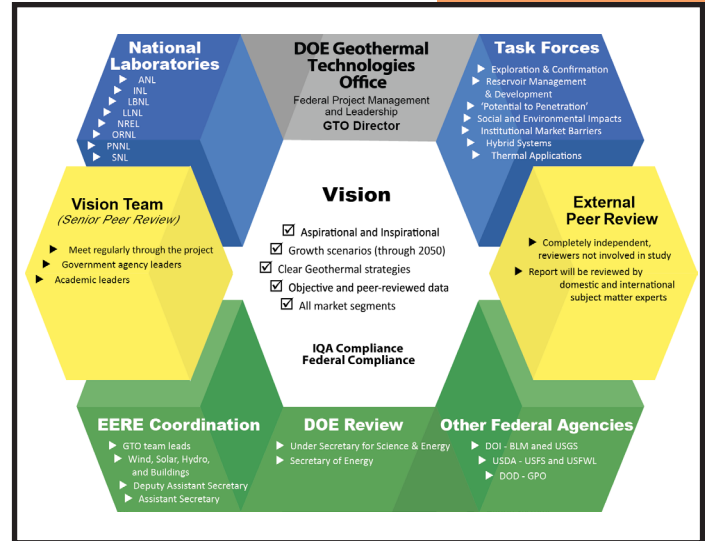 National
Laboratories
▶ ANL
▶ INL
▶ LBNL
▶ LLNL
▶ NREL
▶ ORNL
▶ PNNL
▶ SNL
DOE Geothermal
Technologies
Office
Federal Project Management
and Leadership
GTO Director
Task Forces
▶ Exploration & Confirmation
▶ Reservoir Management
& Development
▶ ‘Potential to Penetration’
▶ Social and Environmental Impacts
▶ Institutional Market Barriers
▶ Hybrid Systems
▶ Thermal Applications
Vision Team
(Senior Peer Review)
▶ Meet regularly through the project
▶ Government agency leaders
▶ Academic leaders
Vision
☑ Aspirational and Inspirational
☑ Growth scenarios (through 2050)
☑ Clear Geothermal strategies
☑ Objective and peer-reviewed data
☑ All market segments
IQA Compliance
Federal Compliance
External
Peer Review
▶ Completely independent,
reviewers not involved in study
▶ Report will be reviewed by
domestic and international
subject matter experts
EERE Coordination
▶ GTO team leads
▶ Wind, Solar, Hydro,
and Buildings
▶ Deputy Assistant Secretary
▶ Assistant Secretary
DOE Review
▶ Under Secretary for Science & Energy
▶ Secretary of Energy
Other Federal Agencies
▶ DOI - BLM aned USGS
▶ USDA - USFS and USFWL
▶ DOD - GPO